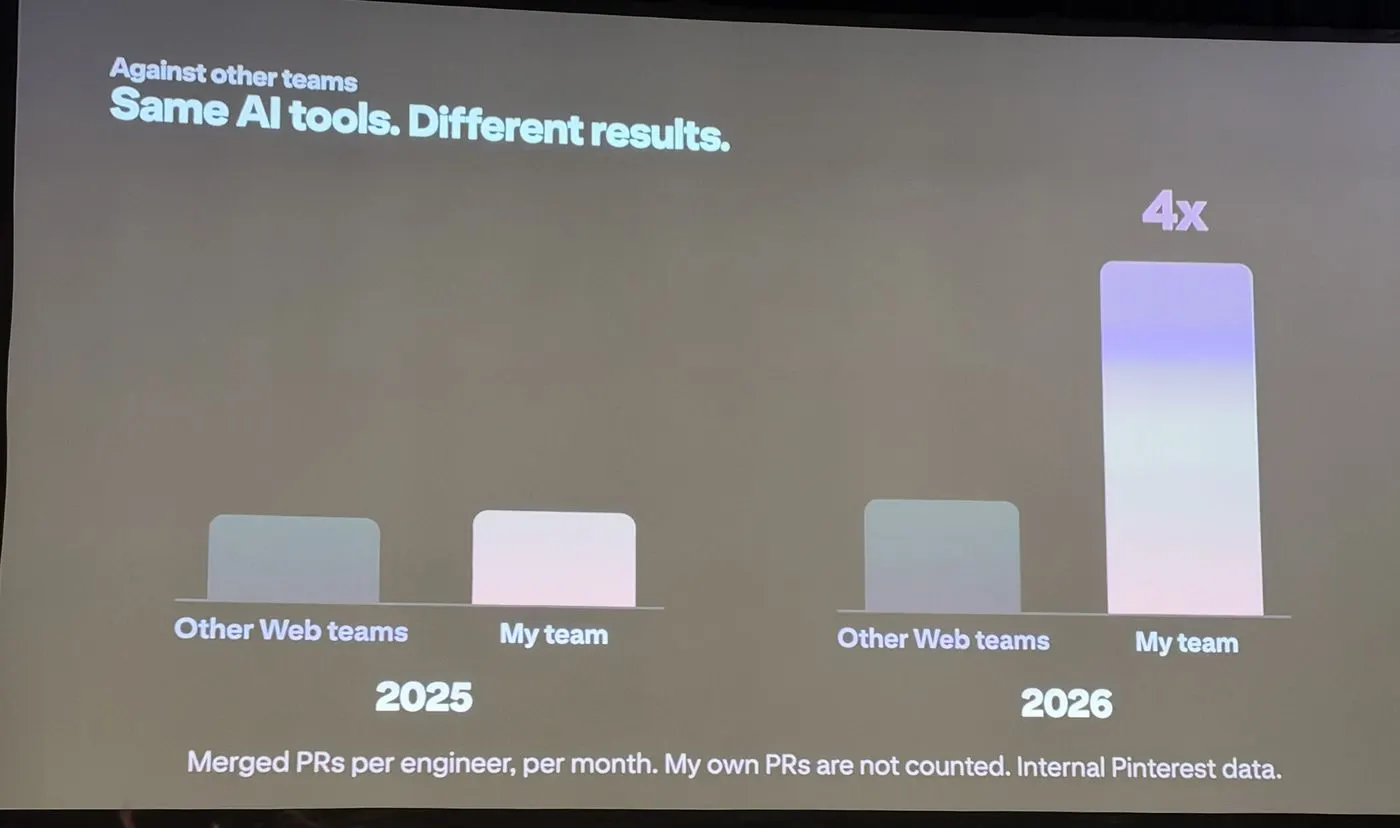 Against other teams
Same AI tools. Different results.
4x
Other Web teams
My team
Other Web teams
My team
2025
2026
Merged PRs per engineer, per month. My own PRs are not counted. Internal Pinterest data.